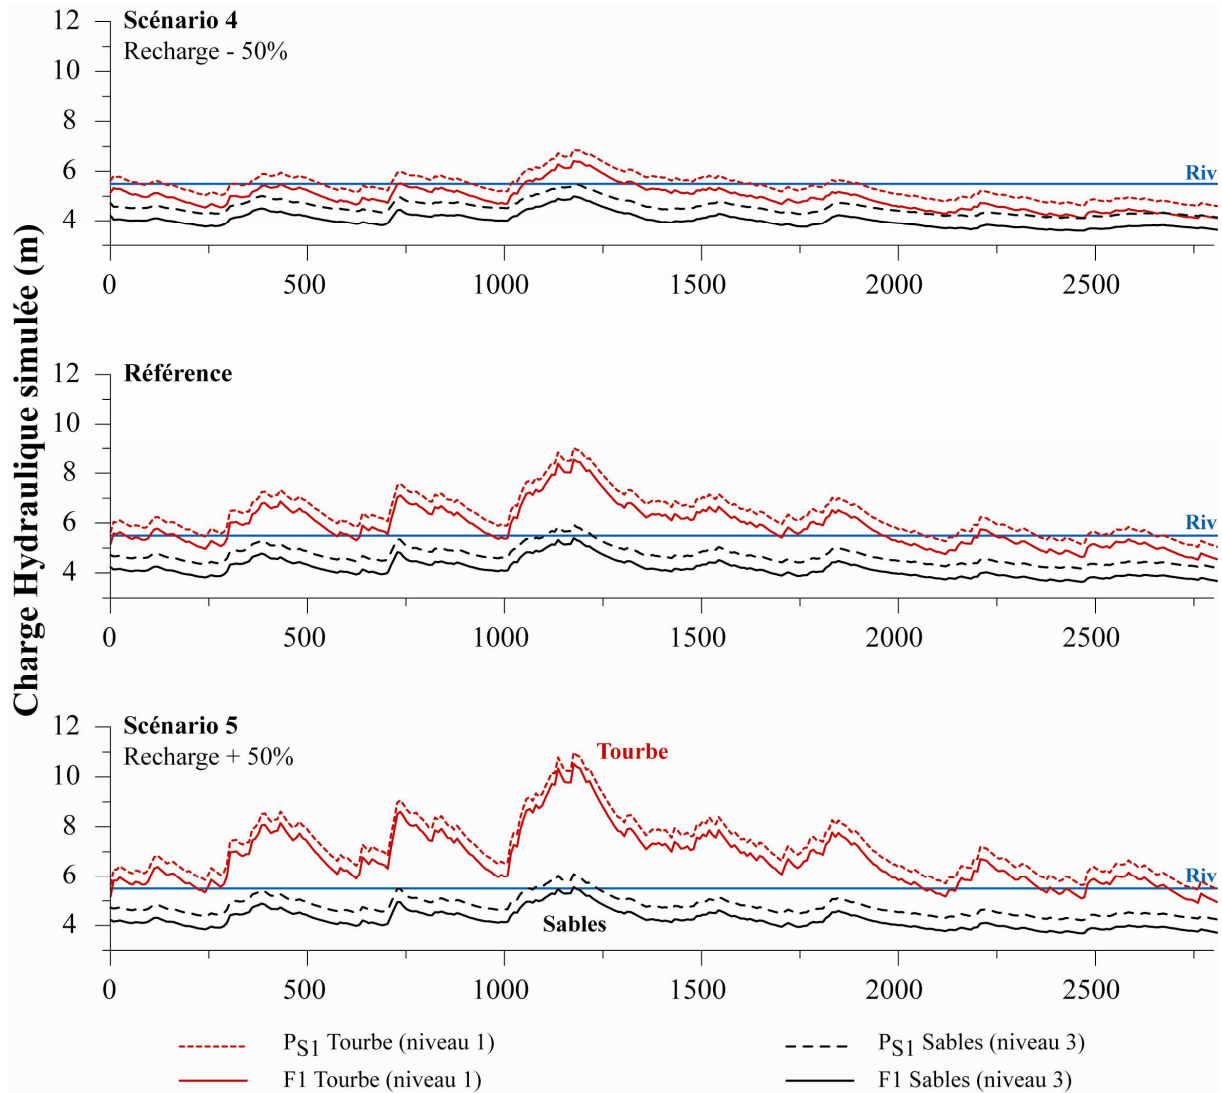 Charge Hydraulique simulée (m)
12
10
8
6
4
Scénario 4
Recharge - 50%
Riv
0 500 1000 1500 2000 2500
12
10
8
6
4
Référence
Riv
0 500 1000 1500 2000 2500
12
10
8
6
4
Scénario 5
Recharge + 50%
Tourbe
Riv
Sables
0 500 1000 1500 2000 2500
PS1 Tourbe (niveau 1)
PS1 Sables (niveau 3)
F1 Tourbe (niveau 1)
F1 Sables (niveau 3)